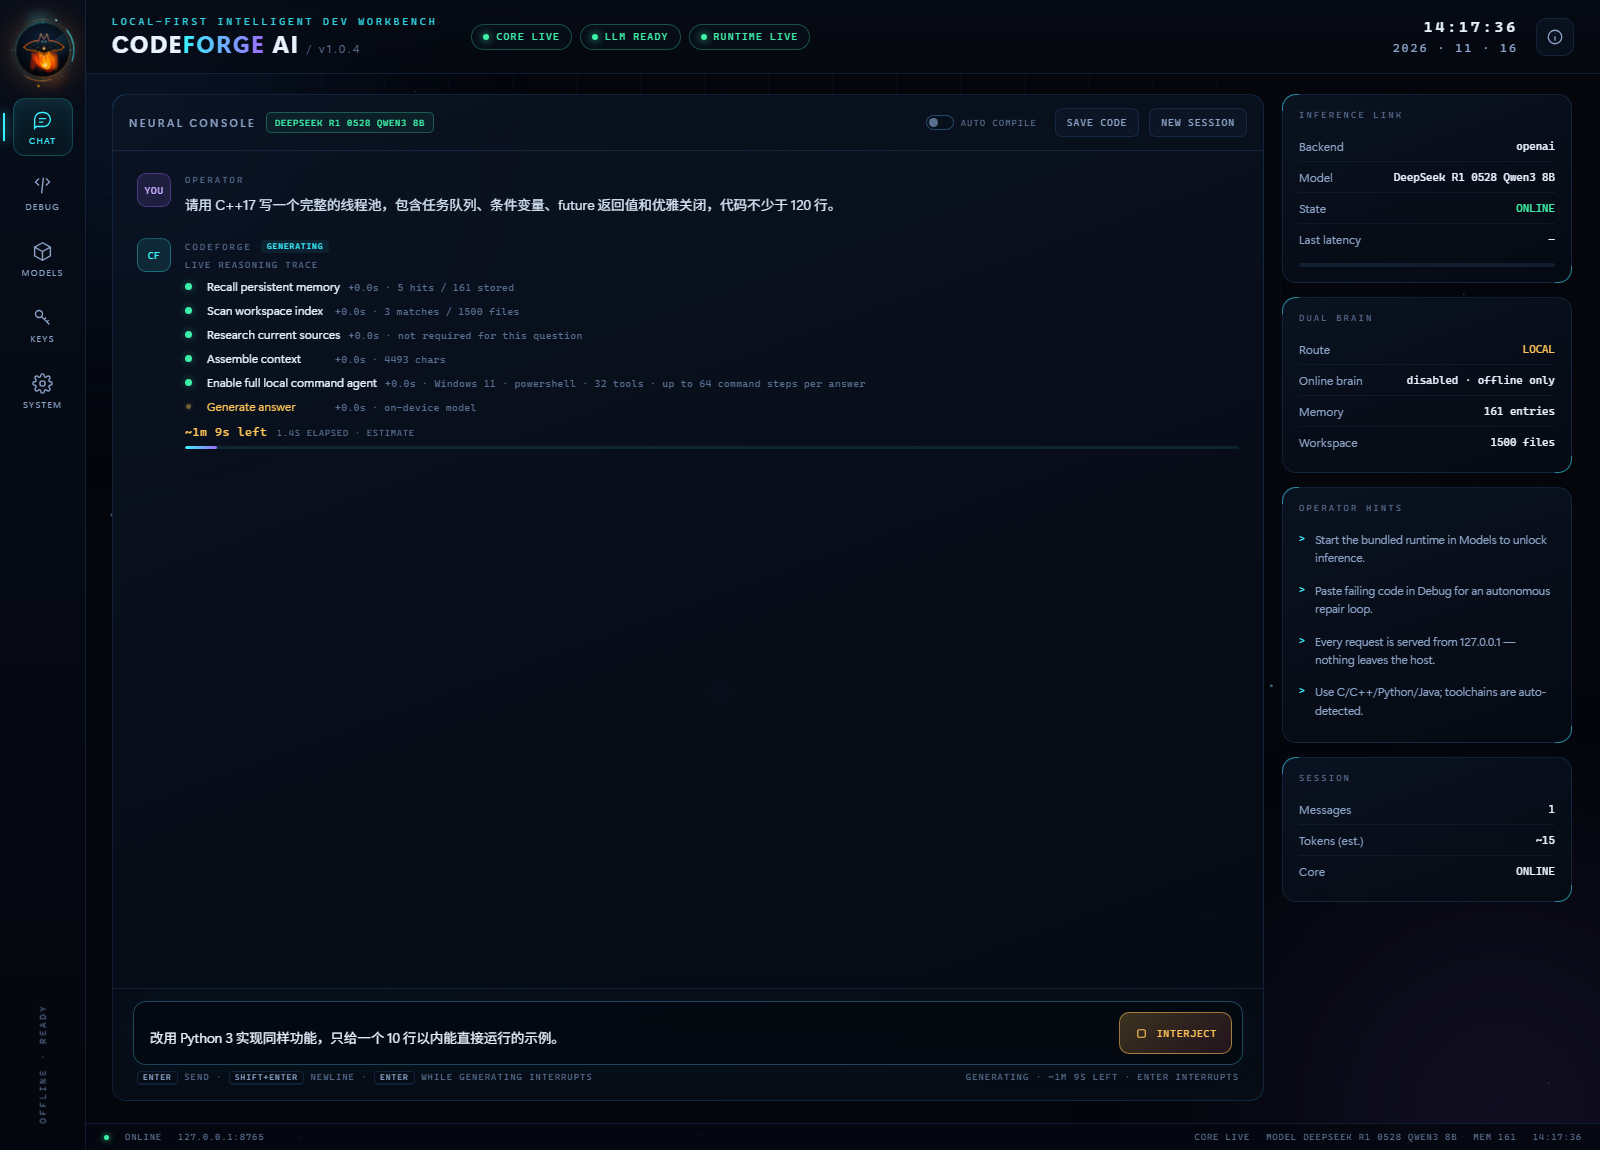 LOCAL-FIRST INTELLIGENT DEV WORKBENCH
CODEFORGE AI / v1.0.4
CORE LIVE
LLM READY
RUNTIME LIVE
14:17:36
2026 · 11 · 16
CHAT
DEBUG
MODELS
KEYS
SYSTEM
OFFLINE · READY
NEURAL CONSOLE
DEEPSEEK R1 0528 QWEN3 8B
AUTO COMPILE
SAVE CODE
NEW SESSION
YOU
OPERATOR
请用 C++17 写一个完整的线程池，包含任务队列、条件变量、future 返回值和优雅关闭，代码不少于 120 行。
CF
CODEFORGE GENERATING
LIVE REASONING TRACE
Recall persistent memory +0.0s · 5 hits / 161 stored
Scan workspace index +0.0s · 3 matches / 1500 files
Research current sources +0.0s · not required for this question
Assemble context +0.0s · 4493 chars
Enable full local command agent +0.0s · Windows 11 · powershell · 32 tools · up to 64 command steps per answer
Generate answer +0.0s · on-device model
~1m 9s left 1.4S ELAPSED · ESTIMATE
改用 Python 3 实现同样功能，只给一个 10 行以内能直接运行的示例。
INTERJECT
ENTER SEND · SHIFT+ENTER NEWLINE · ENTER WHILE GENERATING INTERRUPTS
GENERATING · ~1M 9S LEFT · ENTER INTERRUPTS
INFERENCE LINK
Backend openai
Model DeepSeek R1 0528 Qwen3 8B
State ONLINE
Last latency —
DUAL BRAIN
Route LOCAL
Online brain disabled · offline only
Memory 161 entries
Workspace 1500 files
OPERATOR HINTS
> Start the bundled runtime in Models to unlock
inference.
> Paste failing code in Debug for an autonomous
repair loop.
> Every request is served from 127.0.0.1 —
nothing leaves the host.
> Use C/C++/Python/Java; toolchains are auto-
detected.
SESSION
Messages 1
Tokens (est.) ~15
Core ONLINE
ONLINE 127.0.0.1:8765
CORE LIVE MODEL DEEPSEEK R1 0528 QWEN3 8B MEM 161 14:17:36